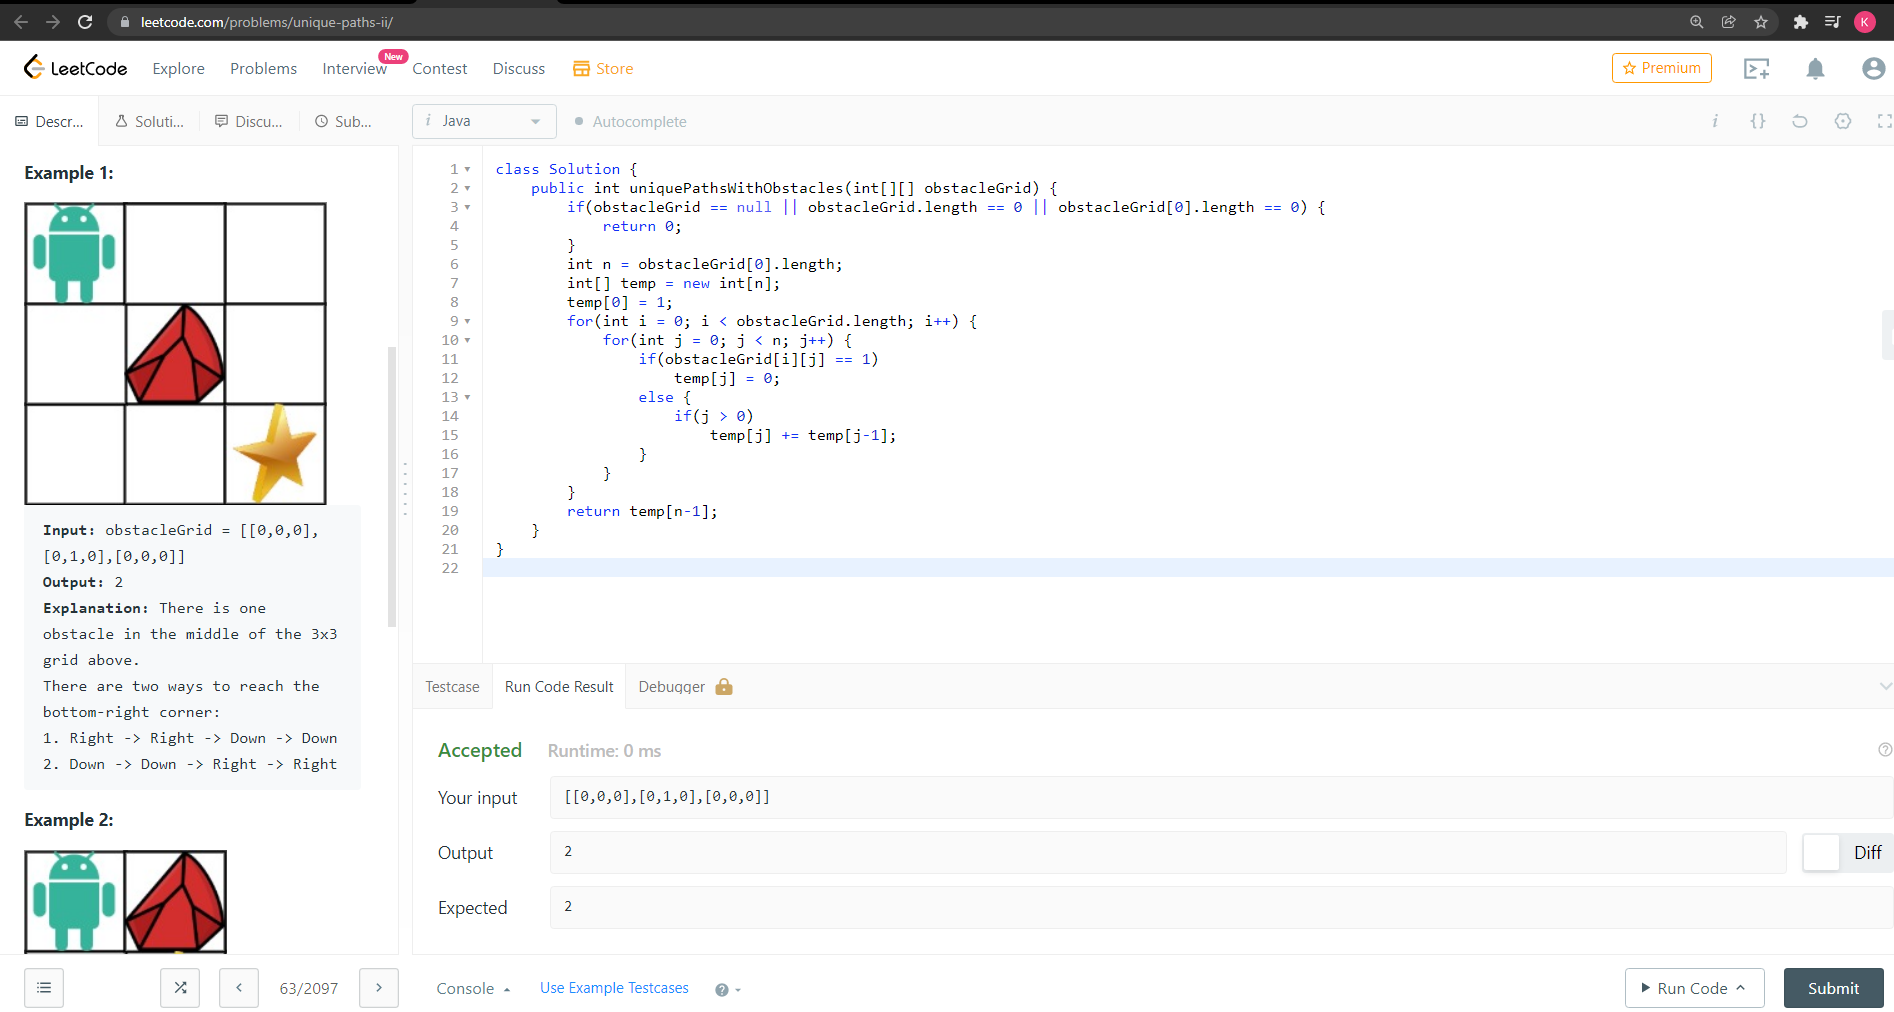 leetcode.com/problems/unique-paths-ii/
K
LeetCode
Explore
Problems
Interview
New
Contest
Discuss
Store
Premium
Descr...
Soluti...
Discu...
Sub...
i Java
Autocomplete
i {}
Example 1:
Input: obstacleGrid = [[0,0,0],
[0,1,0],[0,0,0]]
Output: 2
Explanation: There is one
obstacle in the middle of the 3x3
grid above.
There are two ways to reach the
bottom-right corner:
1. Right -> Right -> Down -> Down
2. Down -> Down -> Right -> Right
Example 2:
1 class Solution {
2 public int uniquePathsWithObstacles(int[][] obstacleGrid) {
3 if(obstacleGrid == null || obstacleGrid.length == 0 || obstacleGrid[0].length == 0) {
4 return 0;
5 }
6 int n = obstacleGrid[0].length;
7 int[] temp = new int[n];
8 temp[0] = 1;
9 for(int i = 0; i < obstacleGrid.length; i++) {
10 for(int j = 0; j < n; j++) {
11 if(obstacleGrid[i][j] == 1)
12 temp[j] = 0;
13 else {
14 if(j > 0)
15 temp[j] += temp[j-1];
16 }
17 }
18 }
19 return temp[n-1];
20 }
21 }
22
Testcase
Run Code Result
Debugger
Accepted Runtime: 0 ms
Your input [[0,0,0],[0,1,0],[0,0,0]]
Output 2
Diff
Expected 2
63/2097
Console
Use Example Testcases
Run Code
Submit